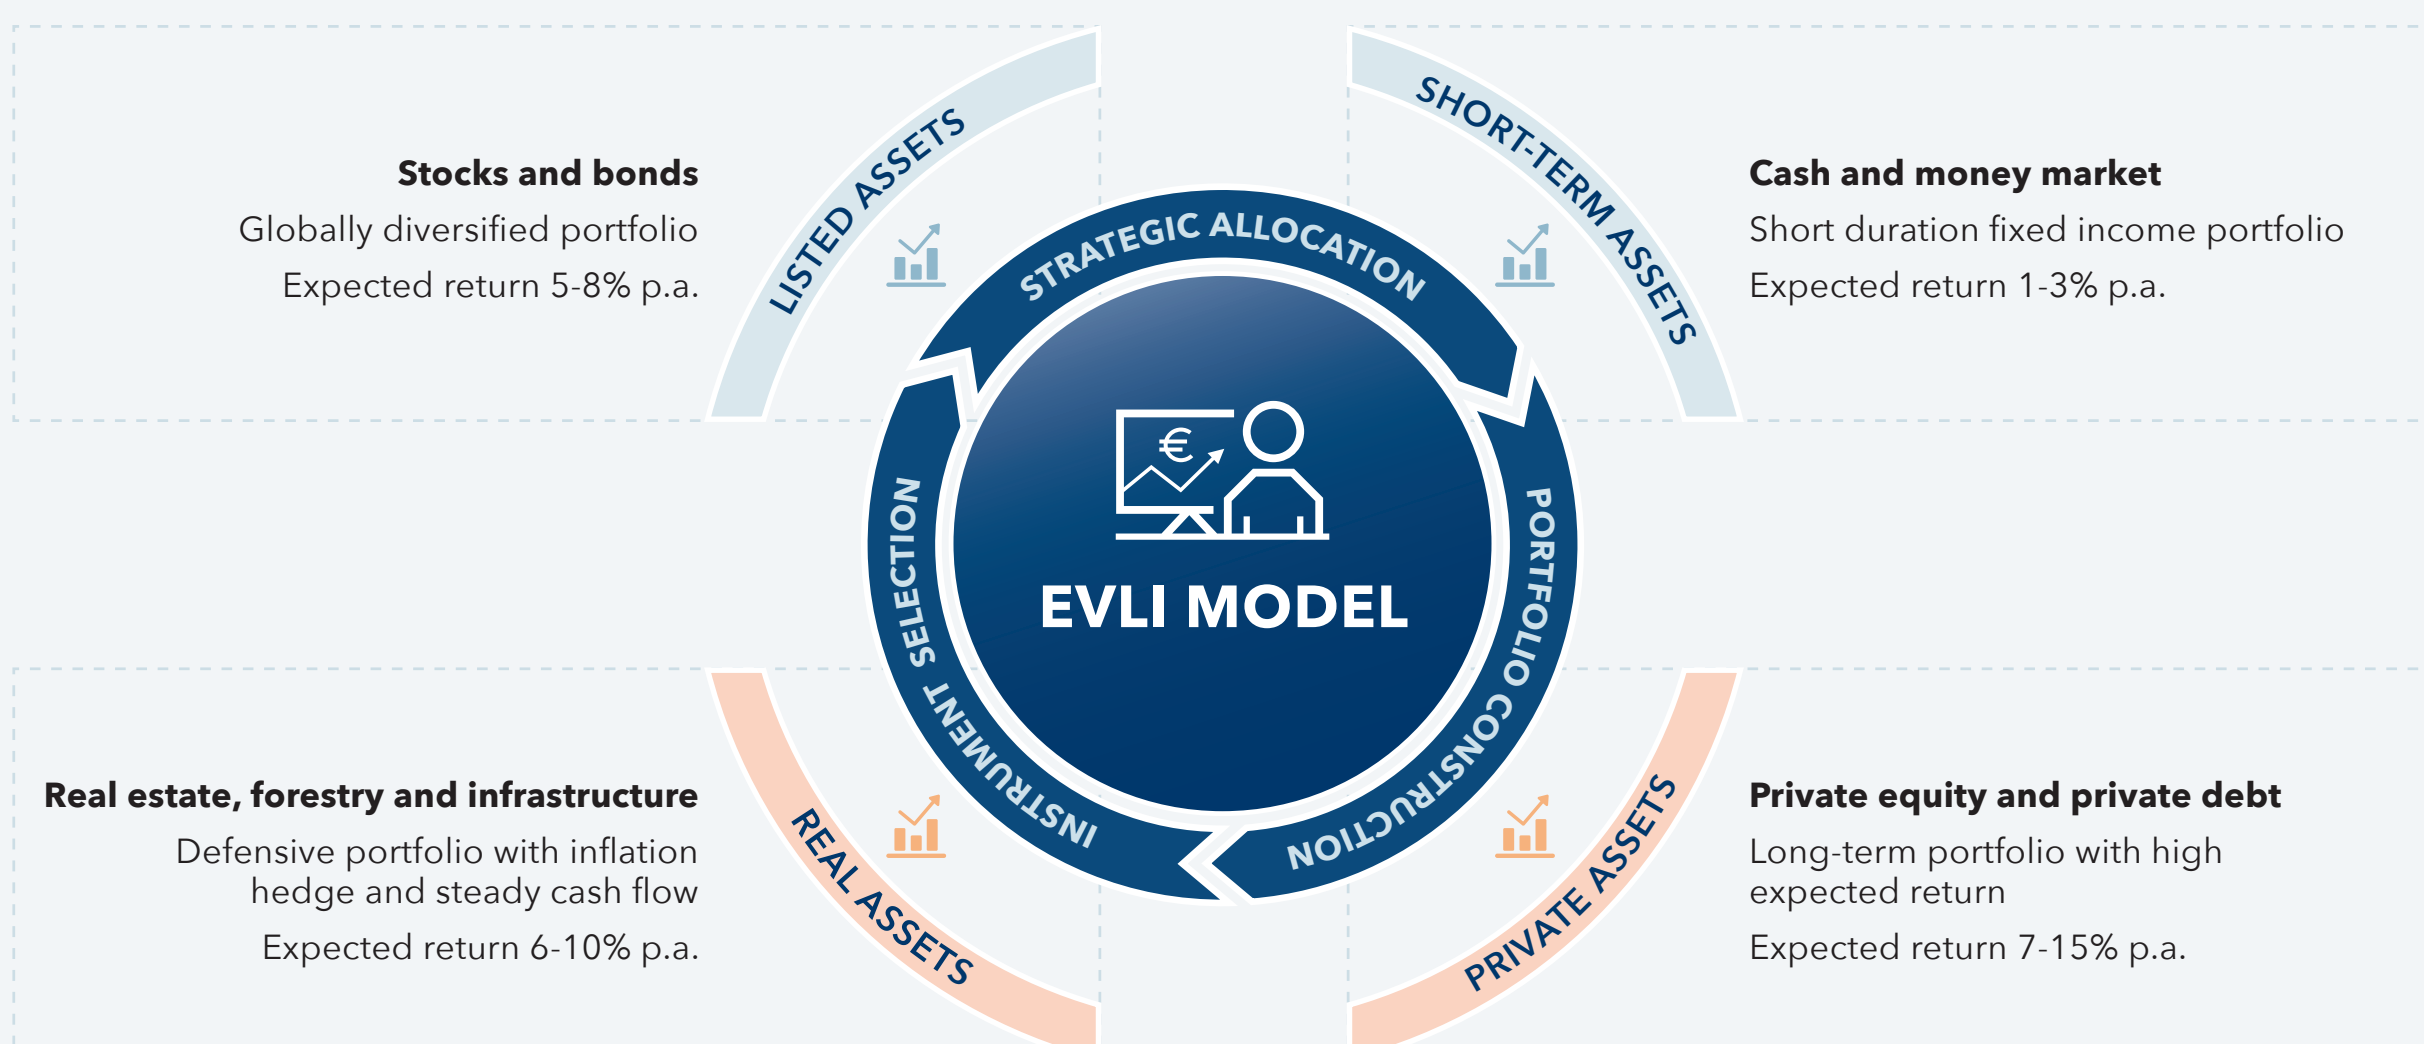 LISTED ASSETS
Stocks and bonds
Globally diversified portfolio
Expected return 5-8% p.a.
SHORT-TERM ASSETS
Cash and money market
Short duration fixed income portfolio
Expected return 1-3% p.a.
STRATEGIC ALLOCATION
PORTFOLIO CONSTRUCTION
INSTRUMENT SELECTION
€
EVLI MODEL
REAL ASSETS
Real estate, forestry and infrastructure
Defensive portfolio with inflation
hedge and steady cash flow
Expected return 6-10% p.a.
PRIVATE ASSETS
Private equity and private debt
Long-term portfolio with high
expected return
Expected return 7-15% p.a.